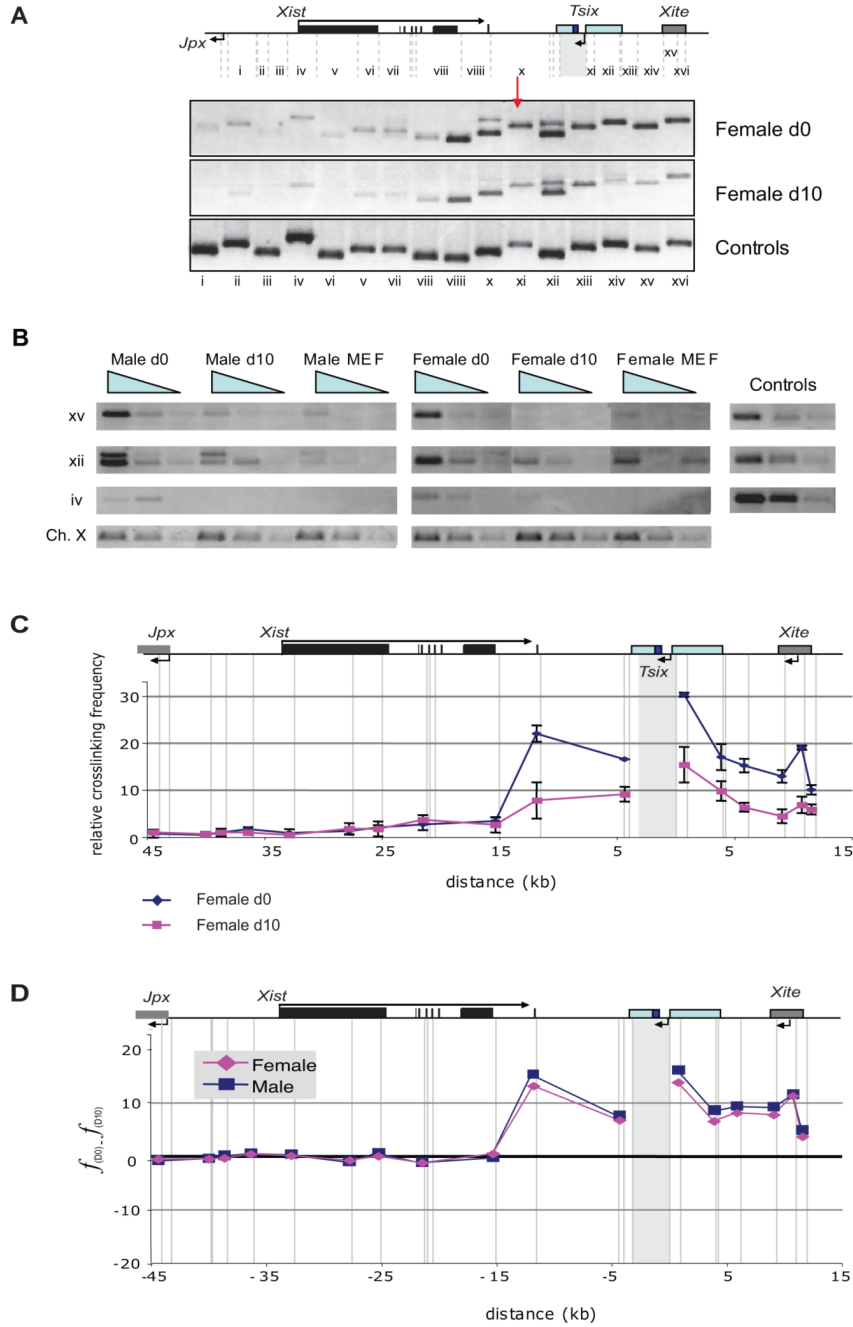 A
Xist
Tsix
Xite
Jpx
xv
i ii iii iv v vi vii viii viiii x xi xii xiii xiv xvi
Female d0
Female d10
Controls
i ii iii iv vi v vii viii viiii x xi xii xiii xiv xv xvi
B
Male d0 Male d10 Male MEF Female d0 Female d10 Female MEF Controls
xv
xii
iv
Ch. X
C
Jpx Xist Xite
Tsix
relative crosslinking frequency
30
20
10
0
45 35 25 15 5 5 15
distance (kb)
Female d0
Female d10
D
Jpx Xist Xite
Female
Male
f(D0)-f(D10)
20
10
0
-10
-20
-45 -35 -25 -15 -5 5 15
distance (kb)